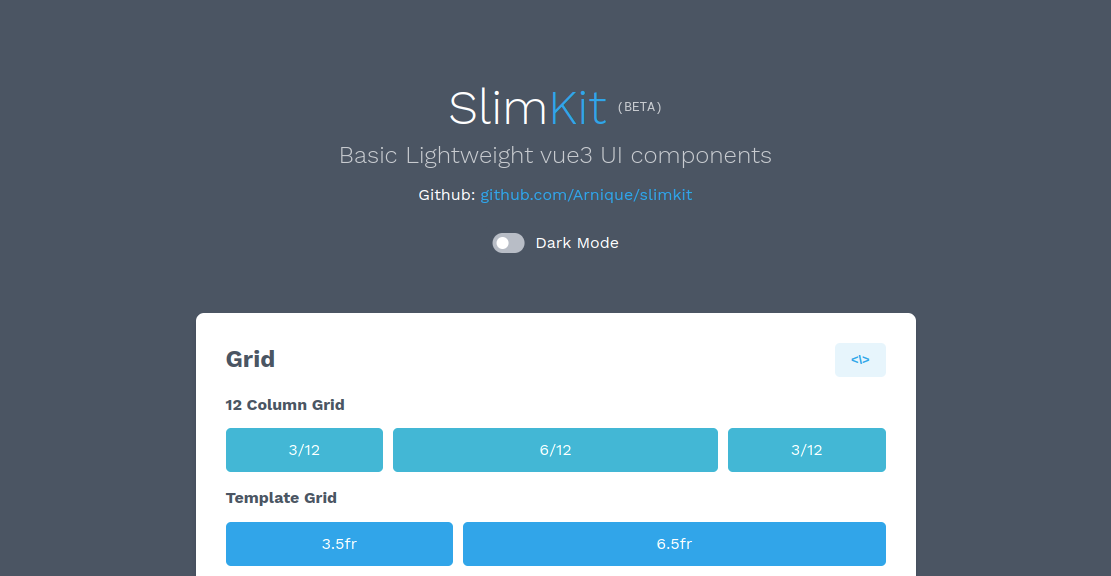 SlimKit (BETA)
Basic Lightweight vue3 UI components
Github: github.com/Arnique/slimkit
Dark Mode
Grid <\>
12 Column Grid
3/12 6/12 3/12
Template Grid
3.5fr 6.5fr